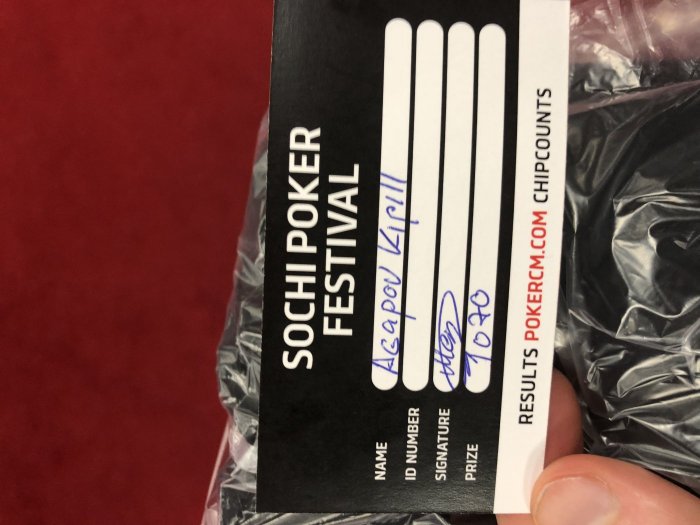 SOCHI POKER
FESTIVAL
NAME Agapov Kirill
ID NUMBER
SIGNATURE
PRIZE 1070
RESULTS POKERCM.COM CHIPCOUNTS